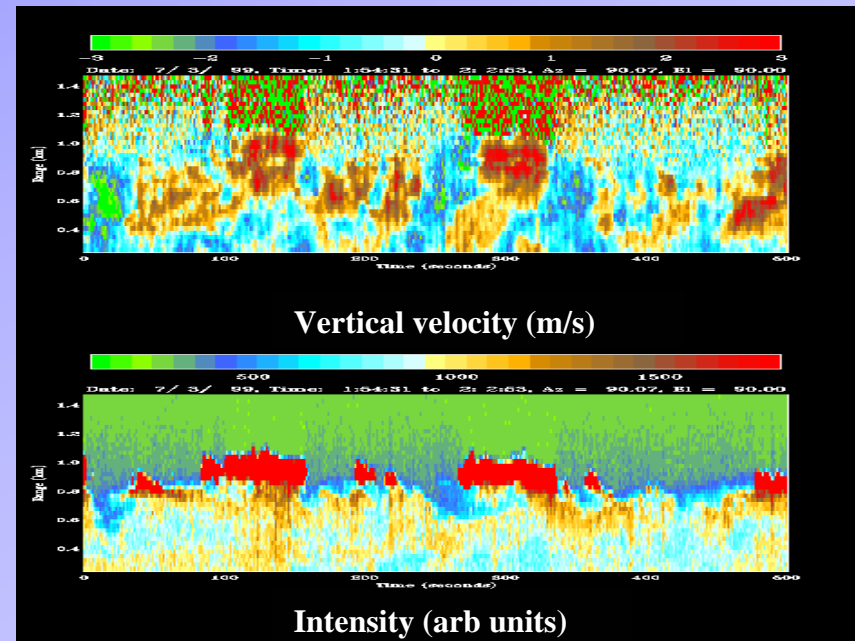 -3 -2 -1 0 1 2 3
Date: 7/ 3/ 99, Time: 1:54:31 to 2: 2:53, Az = 90.07, El = 90.00
1.4
1.2
1.0
0.8
0.6
0.4
Range (km)
0 100 200 300 400 500
Time (seconds)
Vertical velocity (m/s)
500 1000 1500
Date: 7/ 3/ 99, Time: 1:54:31 to 2: 2:53, Az = 90.07, El = 90.00
1.4
1.2
1.0
0.8
0.6
0.4
Range (km)
0 100 200 300 400 500
Time (seconds)
Intensity (arb units)